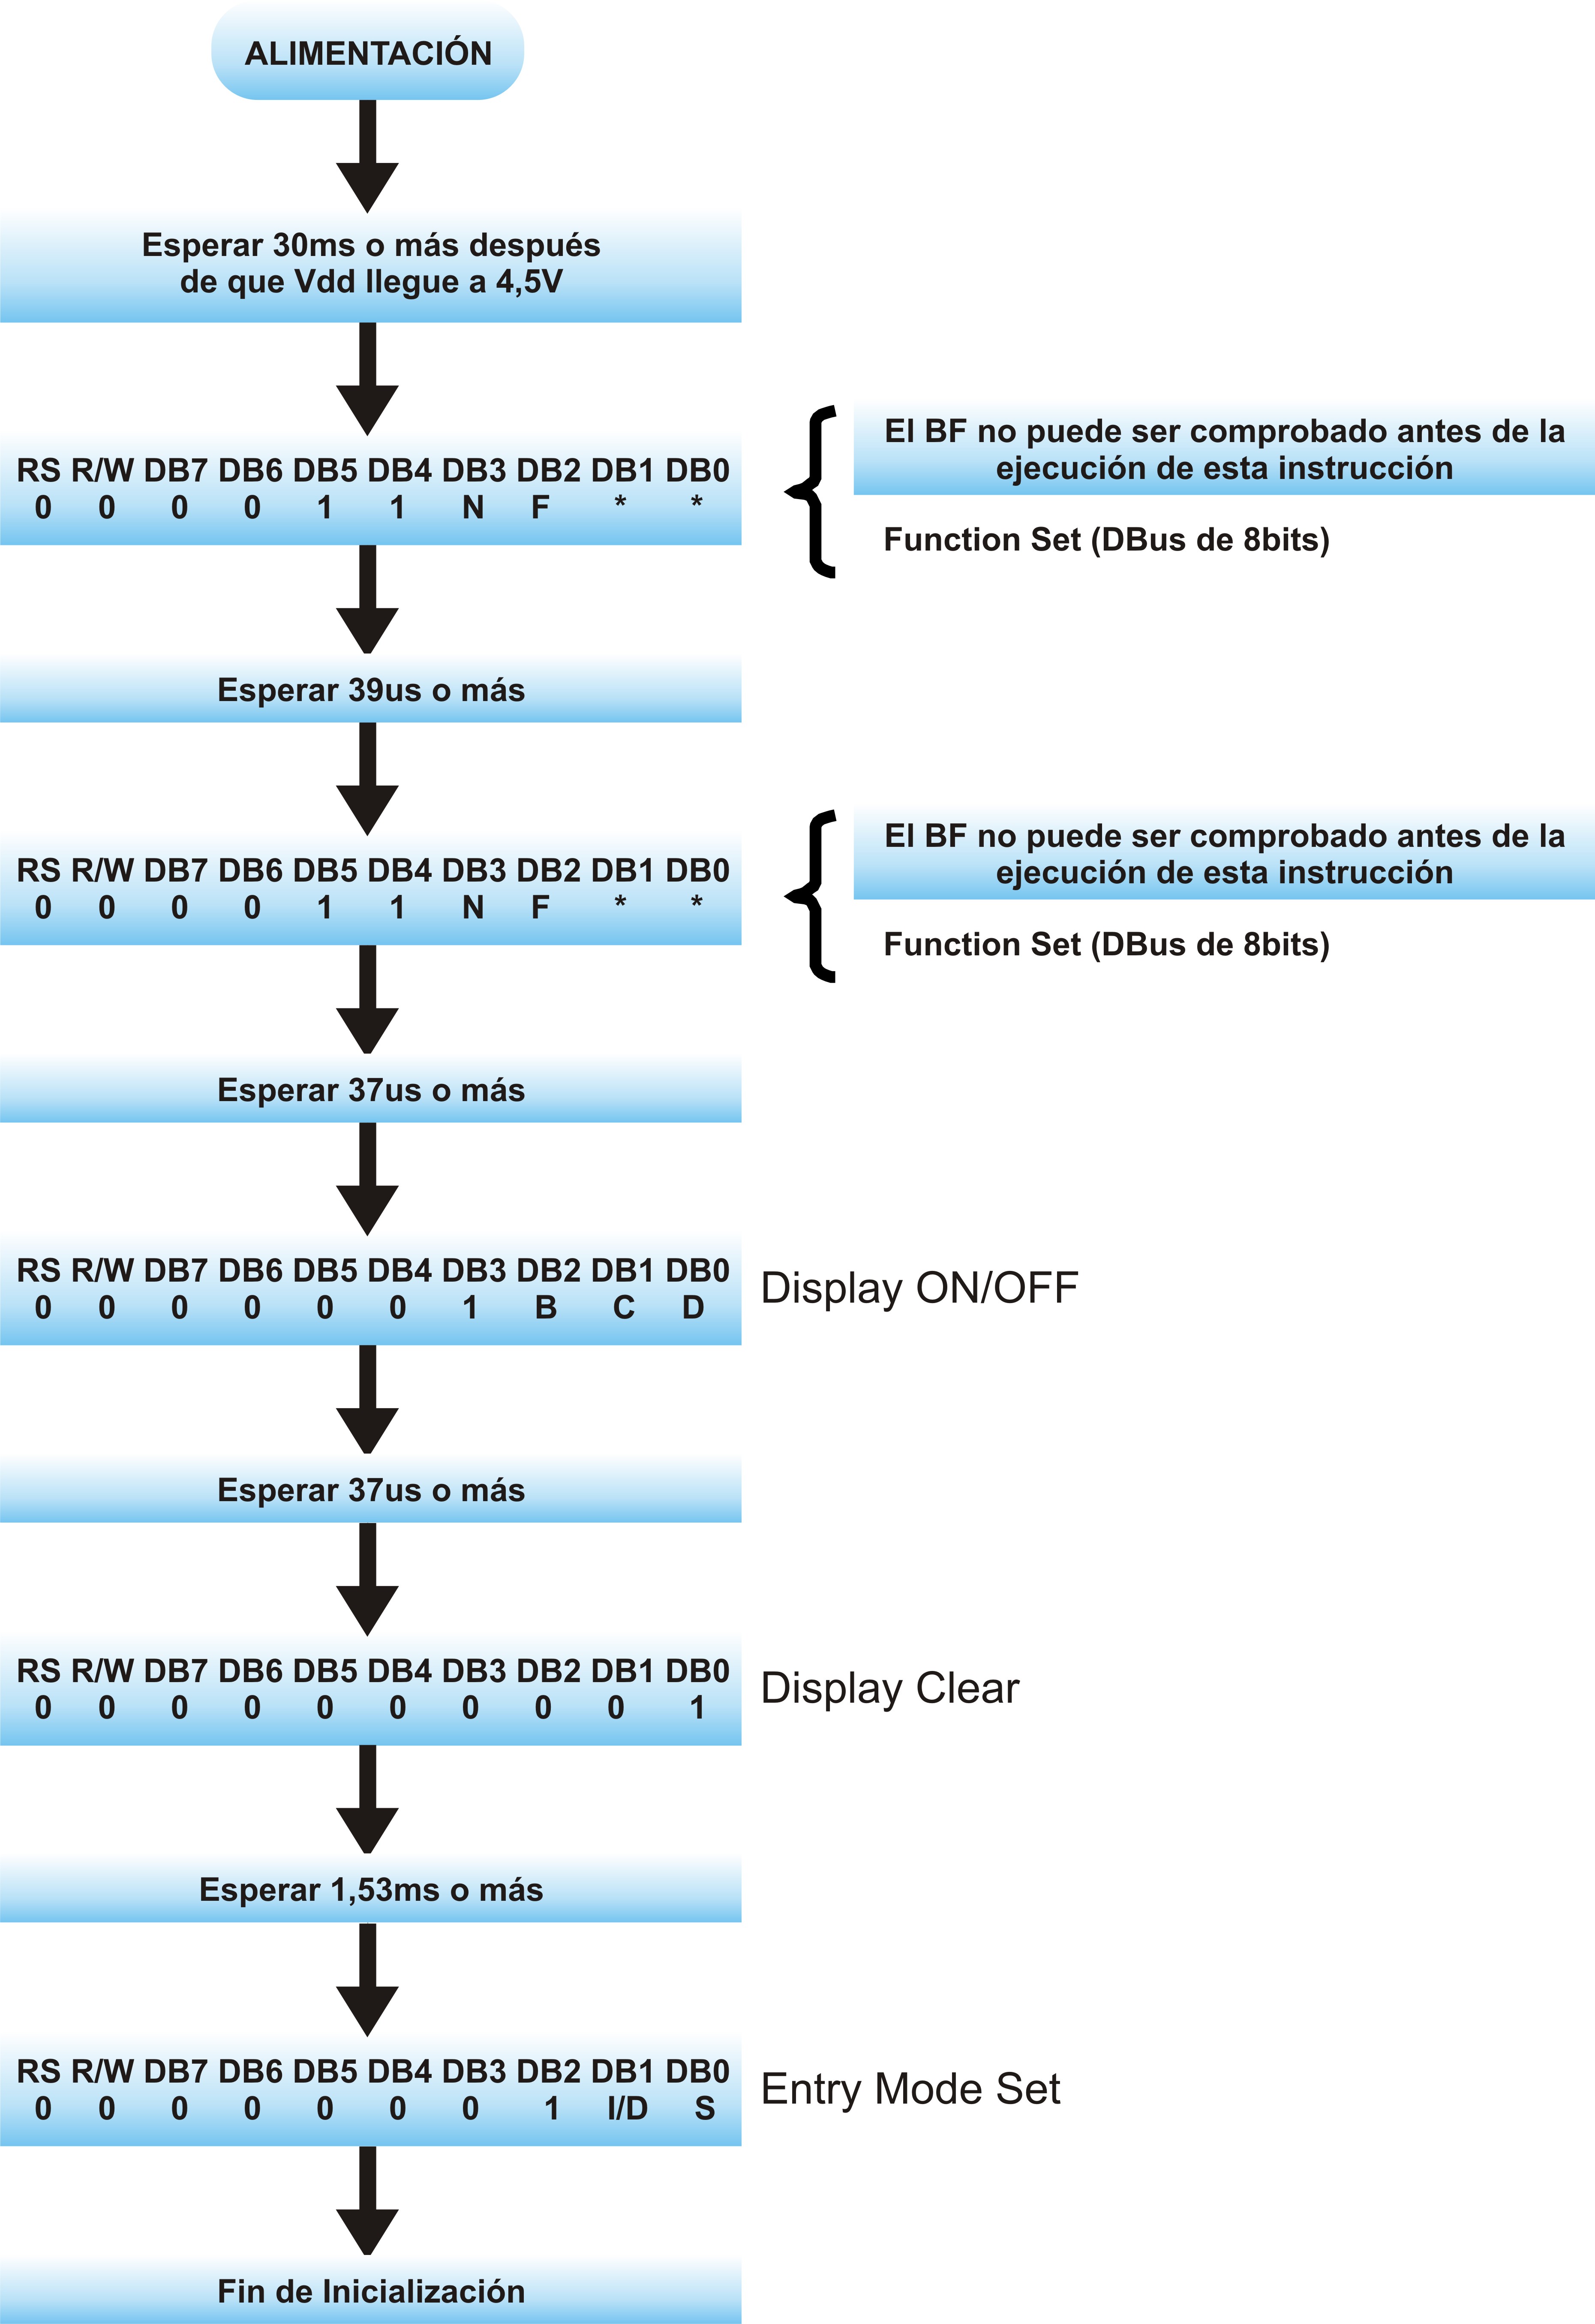 ALIMENTACIÓN
Esperar 30ms o más después
de que Vdd llegue a 4,5V
RS R/W DB7 DB6 DB5 DB4 DB3 DB2 DB1 DB0
0 0 0 0 1 1 N F * *
El BF no puede ser comprobado antes de la
ejecución de esta instrucción
Function Set (DBus de 8bits)
Esperar 39us o más
RS R/W DB7 DB6 DB5 DB4 DB3 DB2 DB1 DB0
0 0 0 0 1 1 N F * *
El BF no puede ser comprobado antes de la
ejecución de esta instrucción
Function Set (DBus de 8bits)
Esperar 37us o más
RS R/W DB7 DB6 DB5 DB4 DB3 DB2 DB1 DB0
0 0 0 0 0 0 1 B C D
Display ON/OFF
Esperar 37us o más
RS R/W DB7 DB6 DB5 DB4 DB3 DB2 DB1 DB0
0 0 0 0 0 0 0 0 0 1
Display Clear
Esperar 1,53ms o más
RS R/W DB7 DB6 DB5 DB4 DB3 DB2 DB1 DB0
0 0 0 0 0 0 0 1 I/D S
Entry Mode Set
Fin de Inicialización